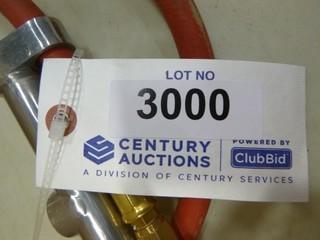 LOT NO
3000
CENTURY
AUCTIONS
POWERED BY
ClubBid
A DIVISION OF CENTURY SERVICES